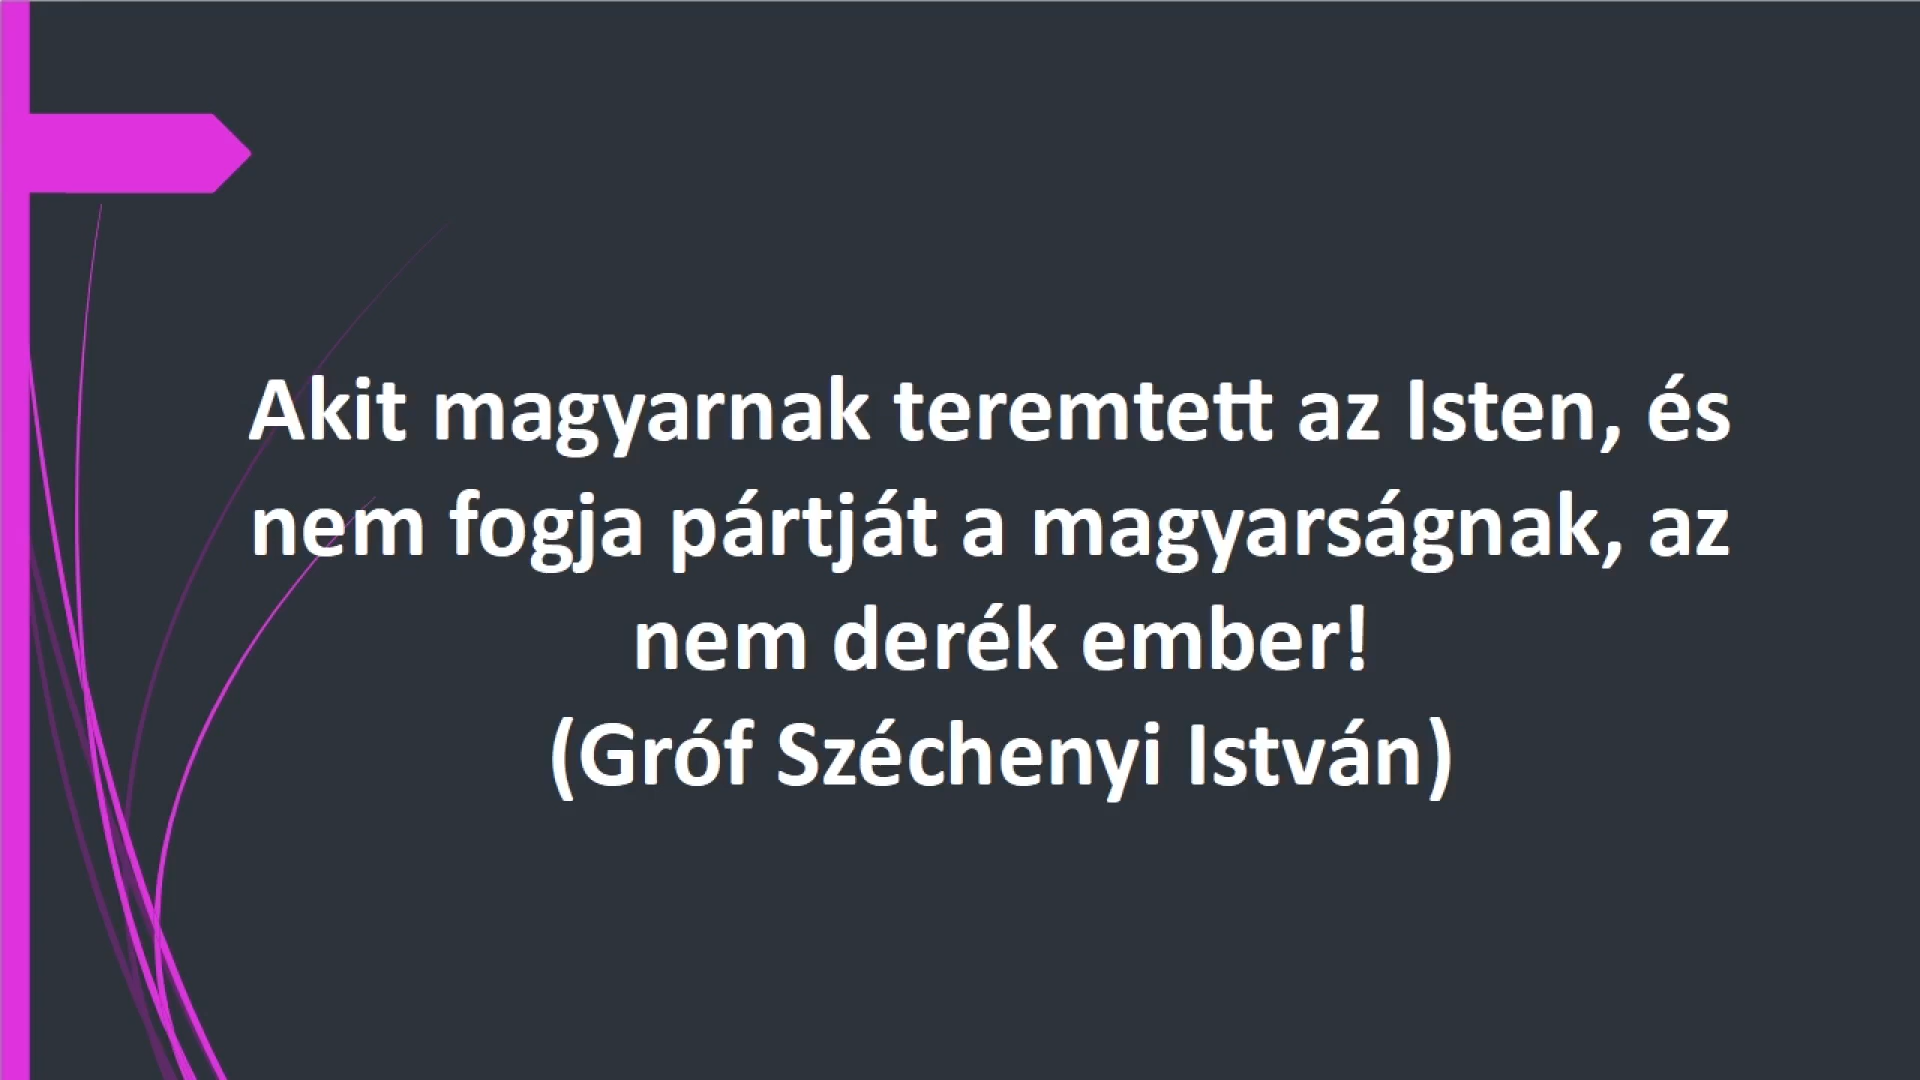 Akit magyarnak teremtett az Isten, és
nem fogja pártját a magyarságnak, az
nem derék ember!
(Gróf Széchenyi István)